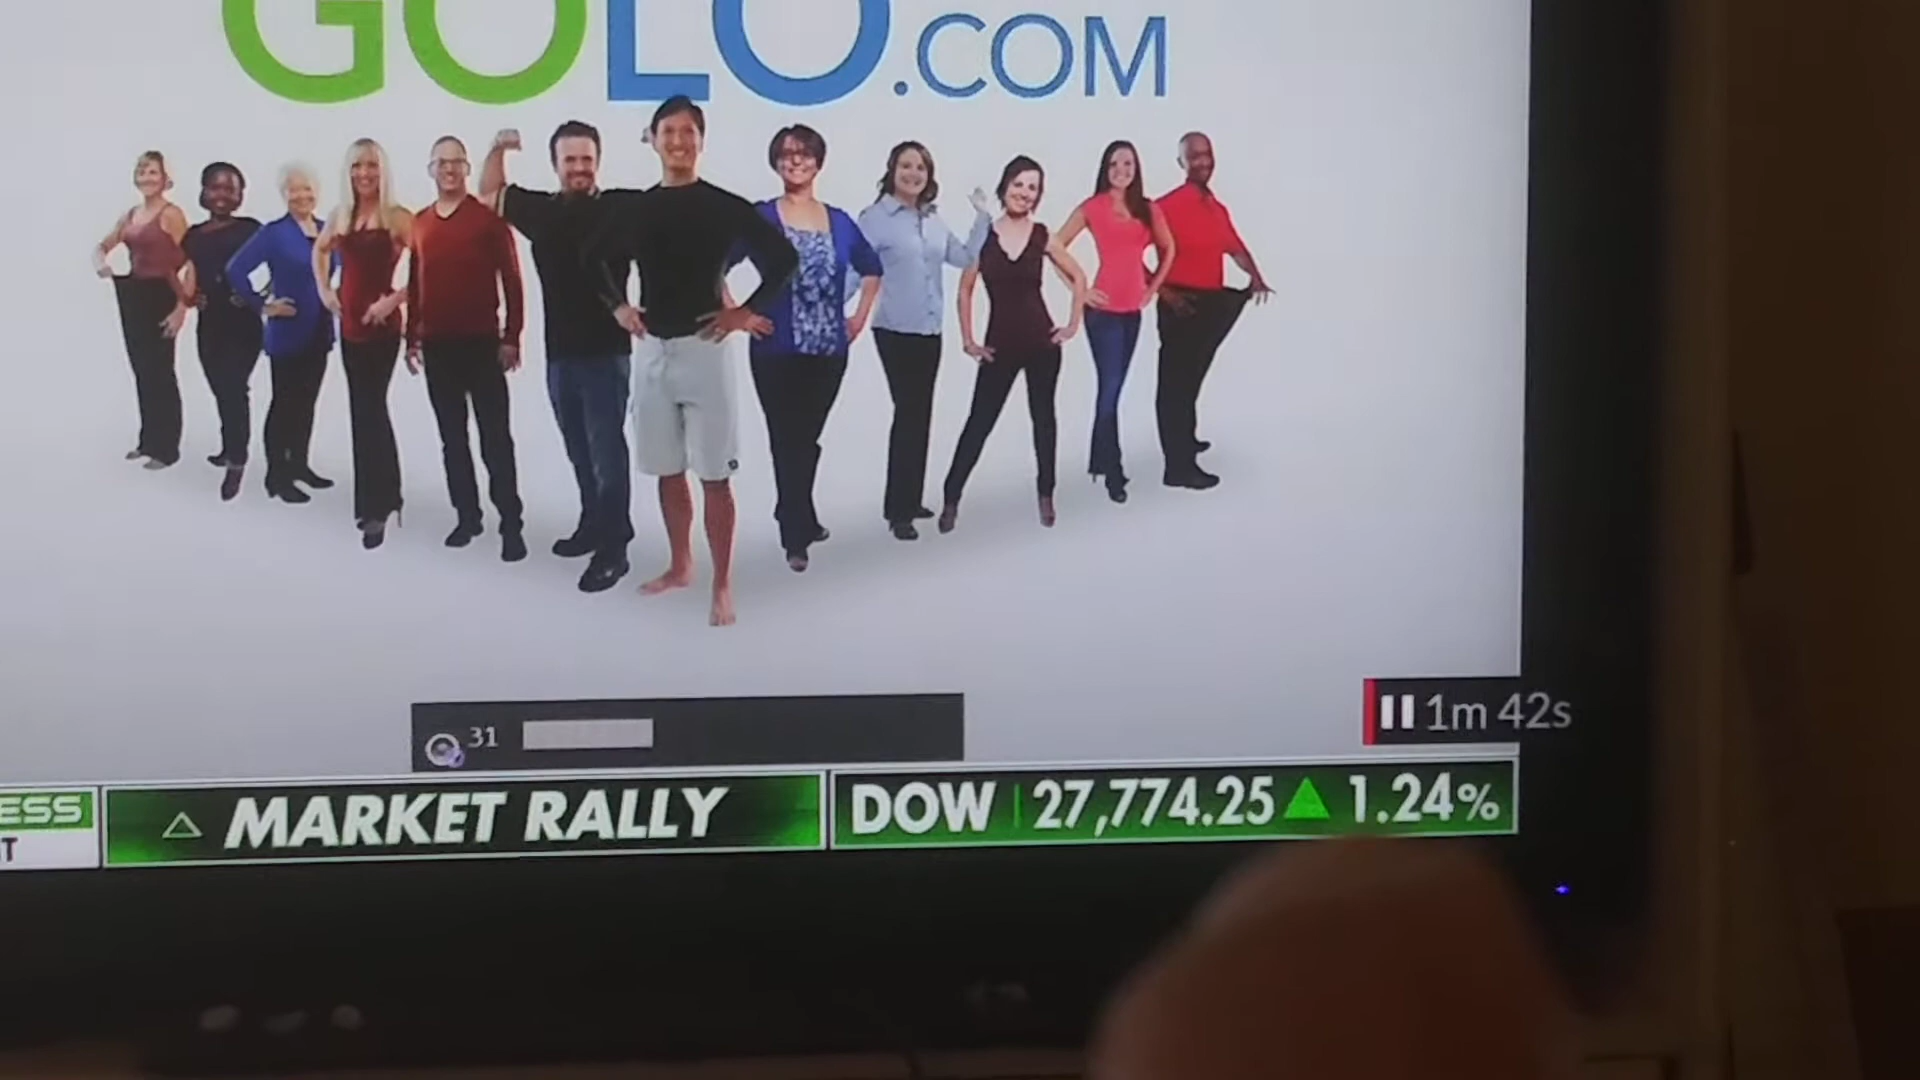 GOLO.COM
31
1m 42s
ESS
T
MARKET RALLY
DOW 27,774.25 1.24%